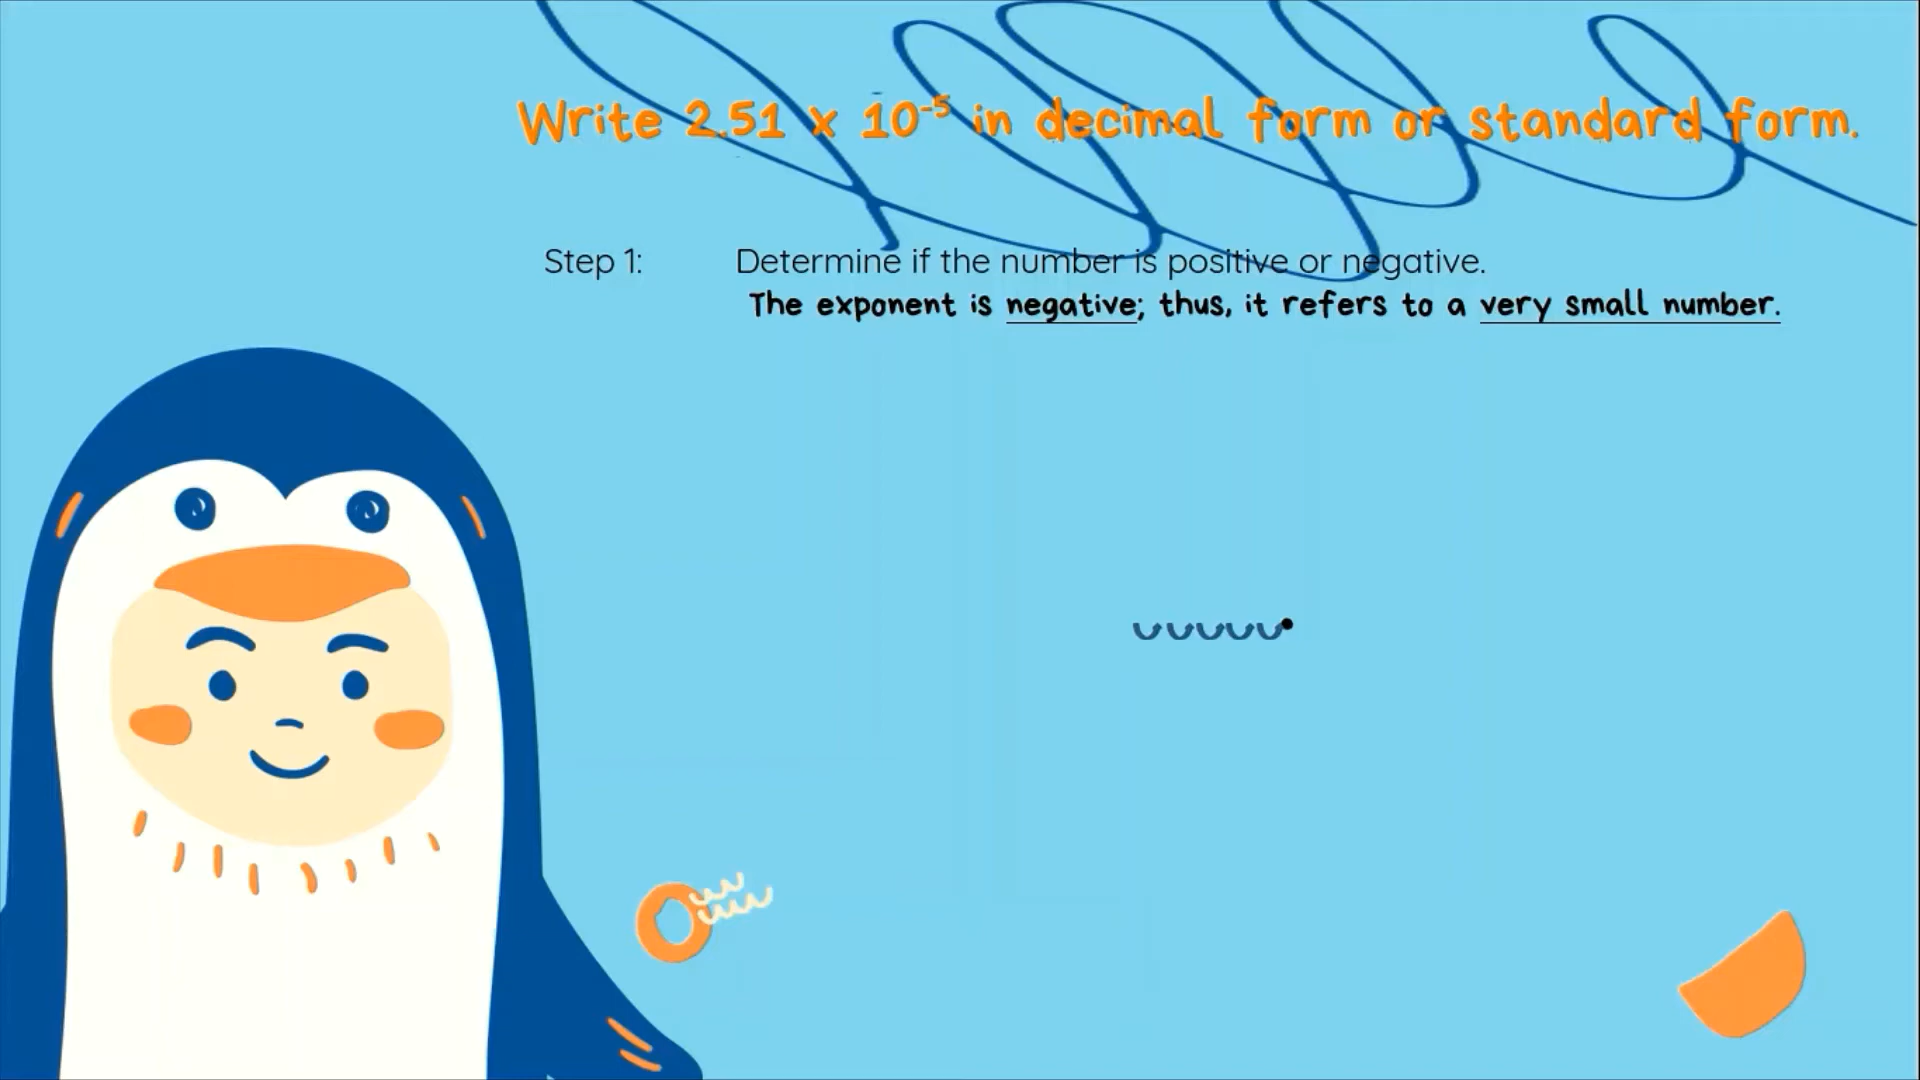 Write 2.51 x 10⁻⁵ in decimal form or standard form.
Step 1: Determine if the number is positive or negative.
The exponent is negative; thus, it refers to a very small number.